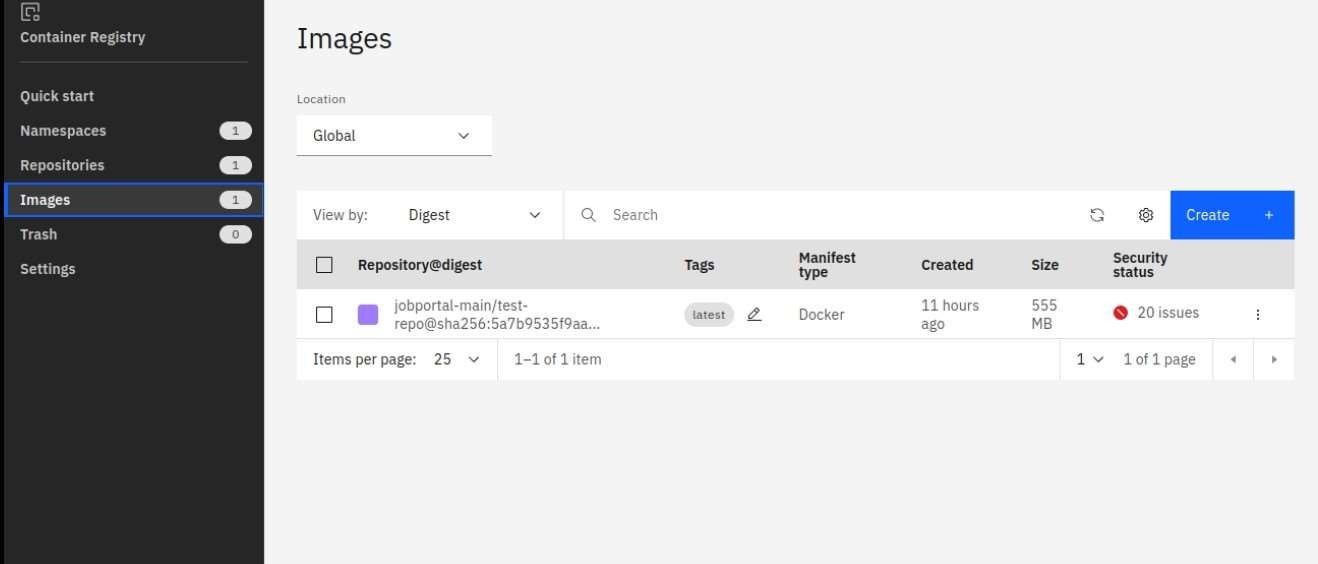 Container Registry
Quick start
Namespaces 1
Repositories 1
Images 1
Trash 0
Settings
Images
Location
Global
View by: Digest Search Create +
Repository@digest Tags Manifest type Created Size Security status
jobportal-main/test-
repo@sha256:5a7b9535f9aa...
latest
Docker
11 hours
ago
555
MB
20 issues
Items per page: 25 1–1 of 1 item 1 1 of 1 page